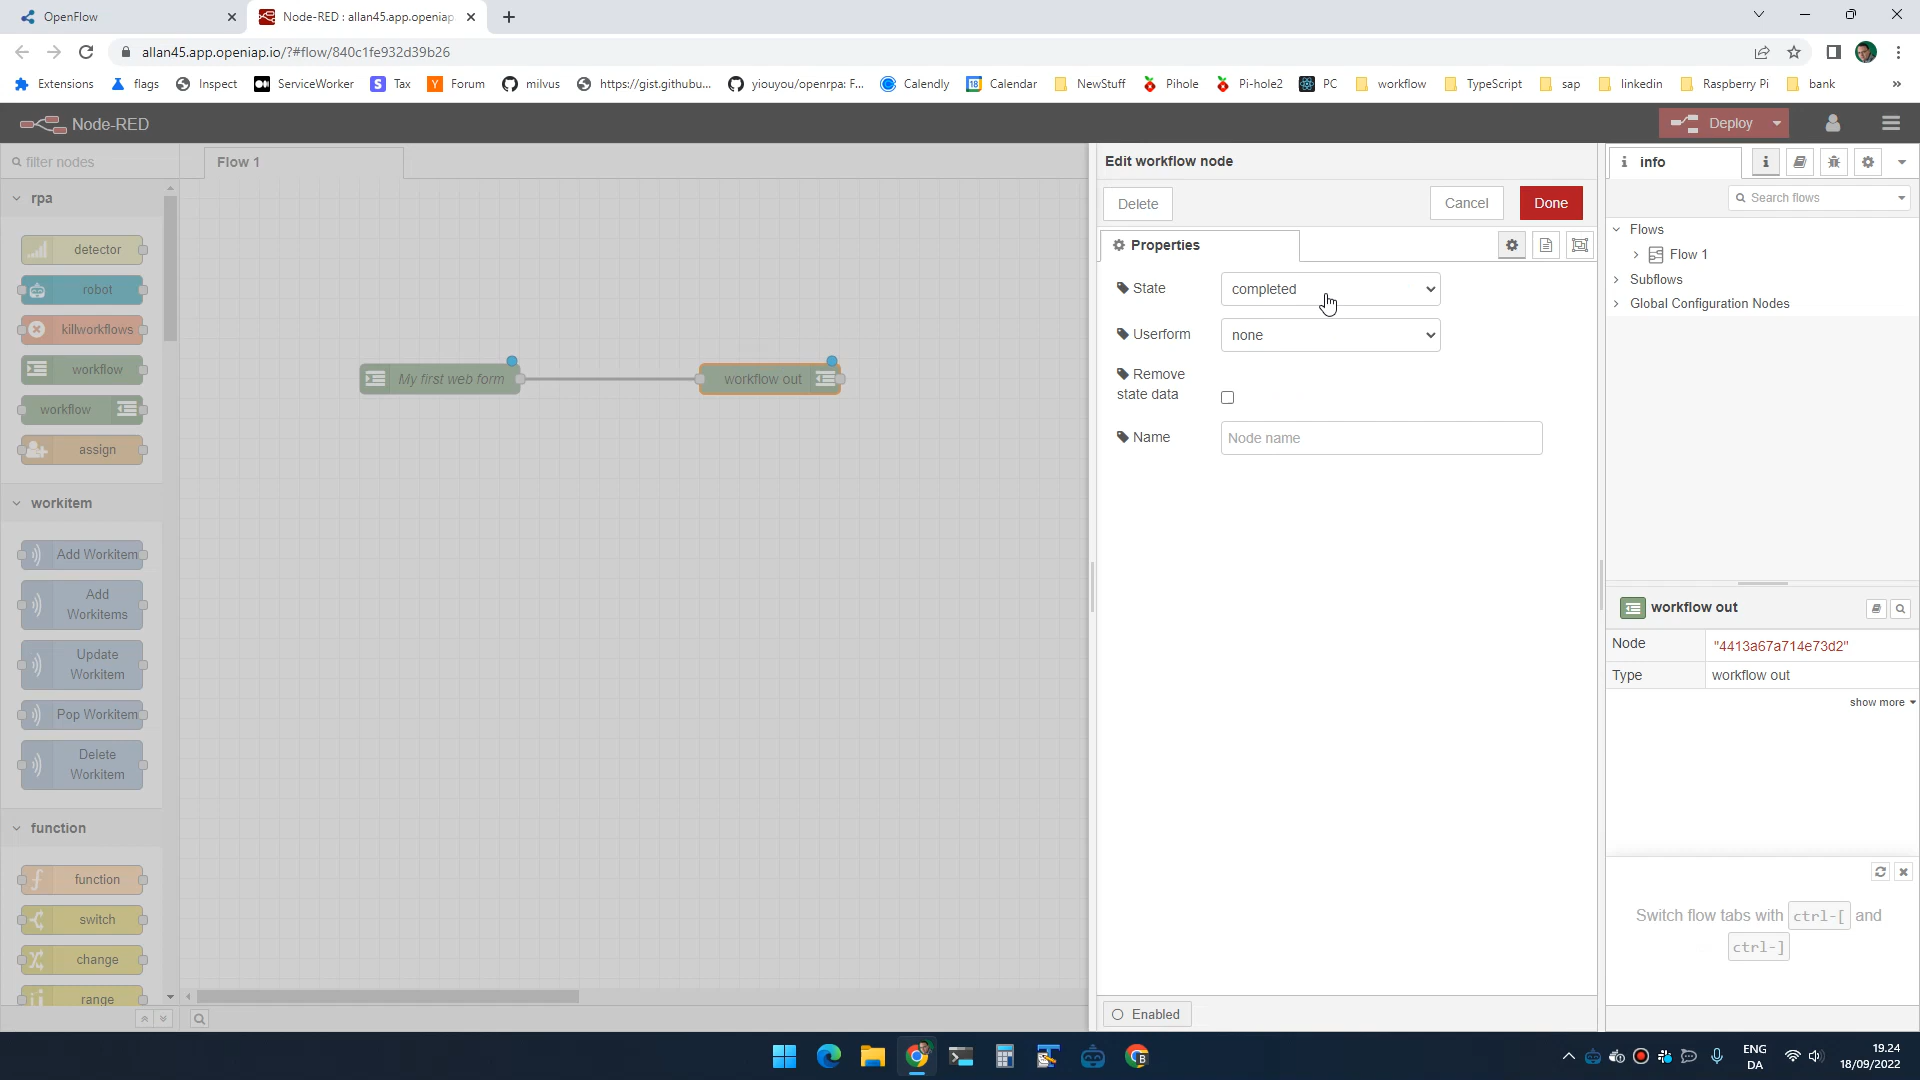 OpenFlow
Node-RED : allan45.app.openiap
allan45.app.openiap.io/?#flow/840c1fe932d39b26
Extensions
flags
Inspect
ServiceWorker
Tax
Forum
milvus
https://gist.githubu...
yiouyou/openrpa: F...
Calendly
Calendar
NewStuff
Pihole
Pi-hole2
PC
workflow
TypeScript
sap
linkedin
Raspberry Pi
bank
»
Node-RED
Deploy
filter nodes
Flow 1
rpa
detector
robot
killworkflows
workflow
workflow
assign
workitem
Add Workitem
Add
Workitems
Update
Workitem
Pop Workitem
Delete
Workitem
function
function
switch
change
range
My first web form
workflow out
Edit workflow node
Delete
Cancel
Done
Properties
State
completed
Userform
none
Remove
state data
Name
Node name
Enabled
info
Search flows
Flows
Flow 1
Subflows
Global Configuration Nodes
workflow out
Node
"4413a67a714e73d2"
Type
workflow out
show more
Switch flow tabs with ctrl-[ and
ctrl-]
ENG
DA
19.24
18/09/2022